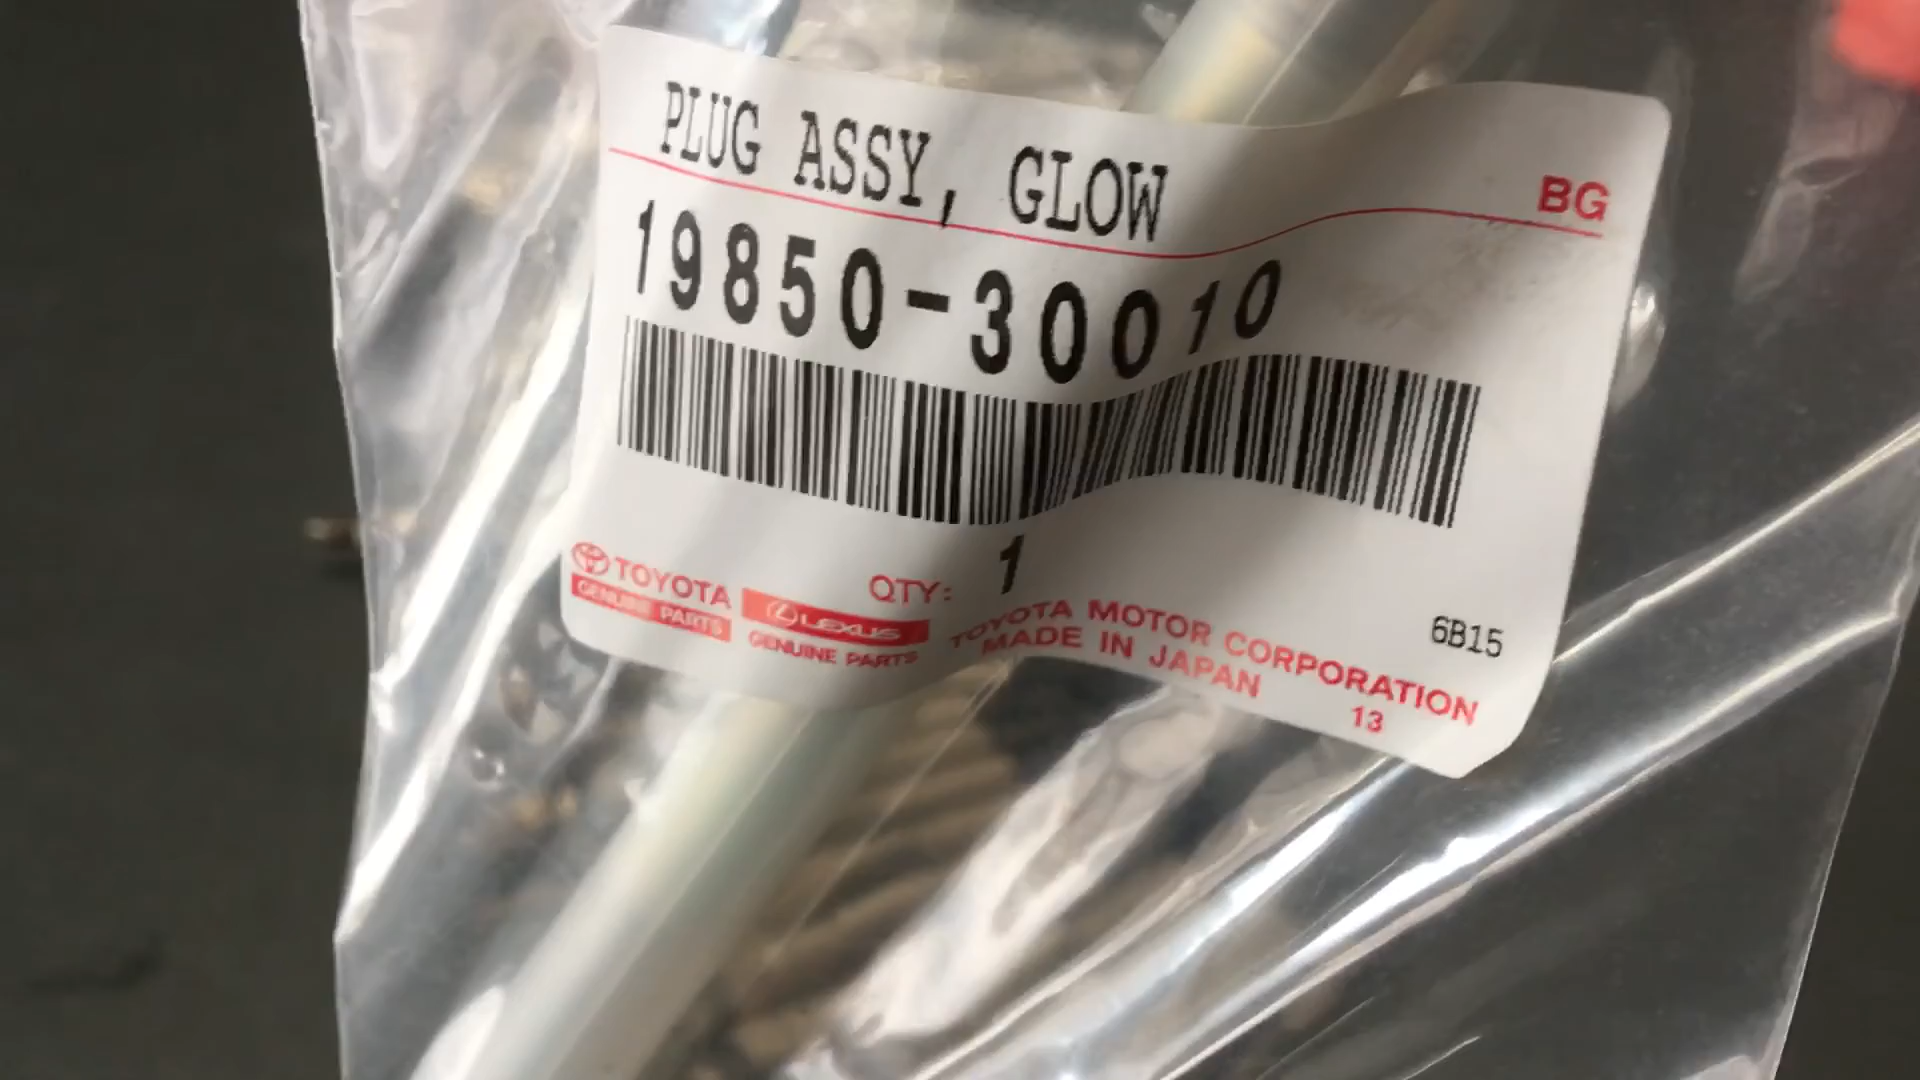 PLUG ASSY, GLOW
BG
19850-30010
QTY: 1
TOYOTA
GENUINE PARTS
LEXUS
GENUINE PARTS
6B15
TOYOTA MOTOR CORPORATION
MADE IN JAPAN
13